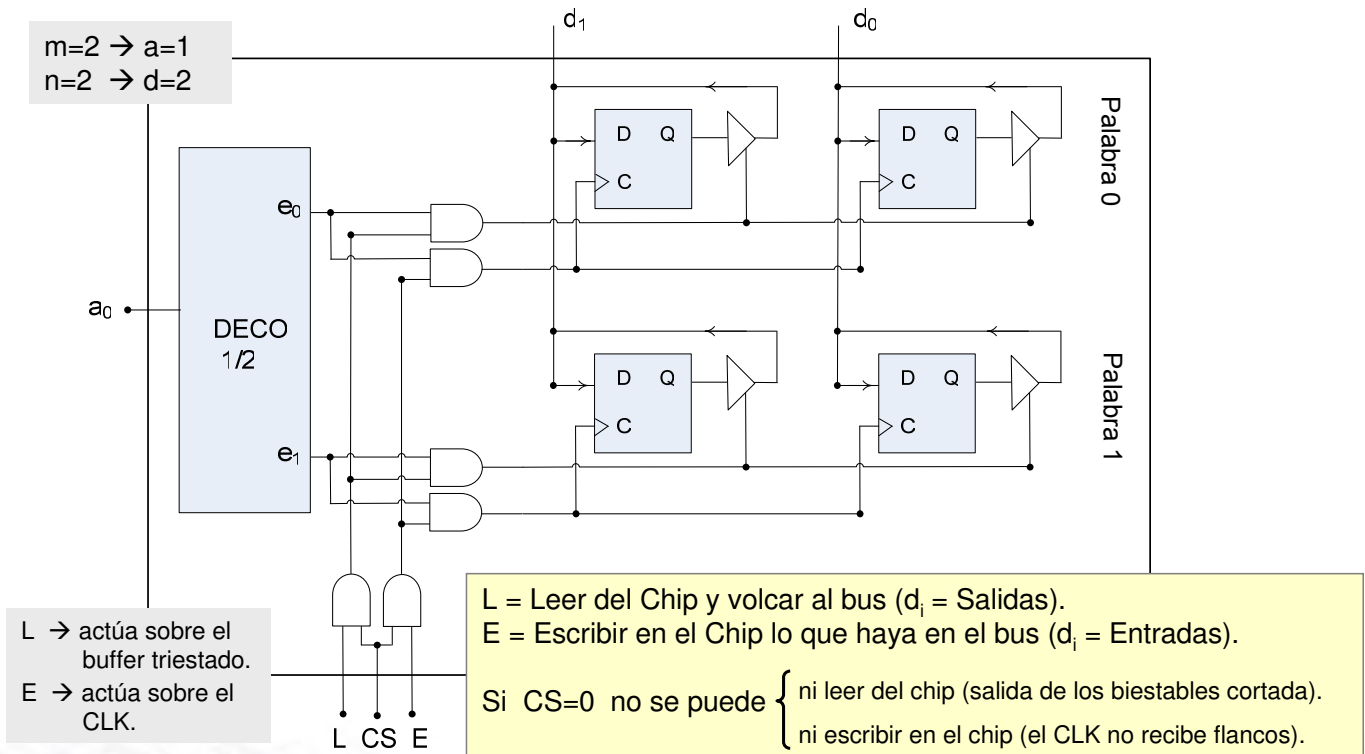 m=2 → a=1
n=2 → d=2
d₁
d₀
D Q
C
D Q
C
Palabra 0
e₀
a₀
DECO
1/2
e₁
D Q
C
D Q
C
Palabra 1
L → actúa sobre el
buffer triestado.
E → actúa sobre el
CLK.
L CS E
L = Leer del Chip y volcar al bus (dᵢ = Salidas).
E = Escribir en el Chip lo que haya en el bus (dᵢ = Entradas).
Si CS=0 no se puede { ni leer del chip (salida de los biestables cortada).
ni escribir en el chip (el CLK no recibe flancos).